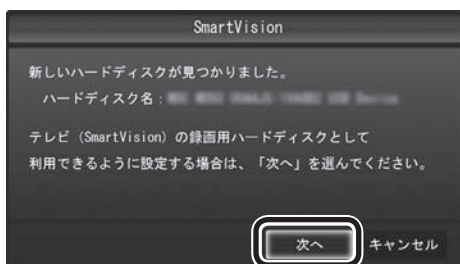 SmartVision
新しいハードディスクが見つかりました。
ハードディスク名：
テレビ（SmartVision）の録画用ハードディスクとして
利用できるように設定する場合は、「次へ」を選んでください。
次へ キャンセル